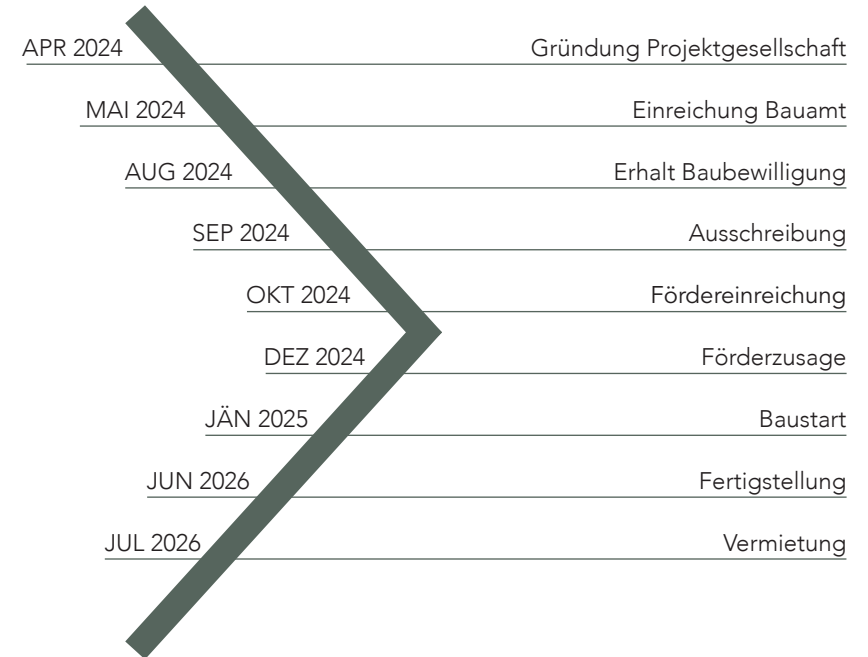 APR 2024 Gründung Projektgesellschaft
MAI 2024 Einreichung Bauamt
AUG 2024 Erhalt Baubewilligung
SEP 2024 Ausschreibung
OKT 2024 Fördereinreichung
DEZ 2024 Förderzusage
JÄN 2025 Baustart
JUN 2026 Fertigstellung
JUL 2026 Vermietung